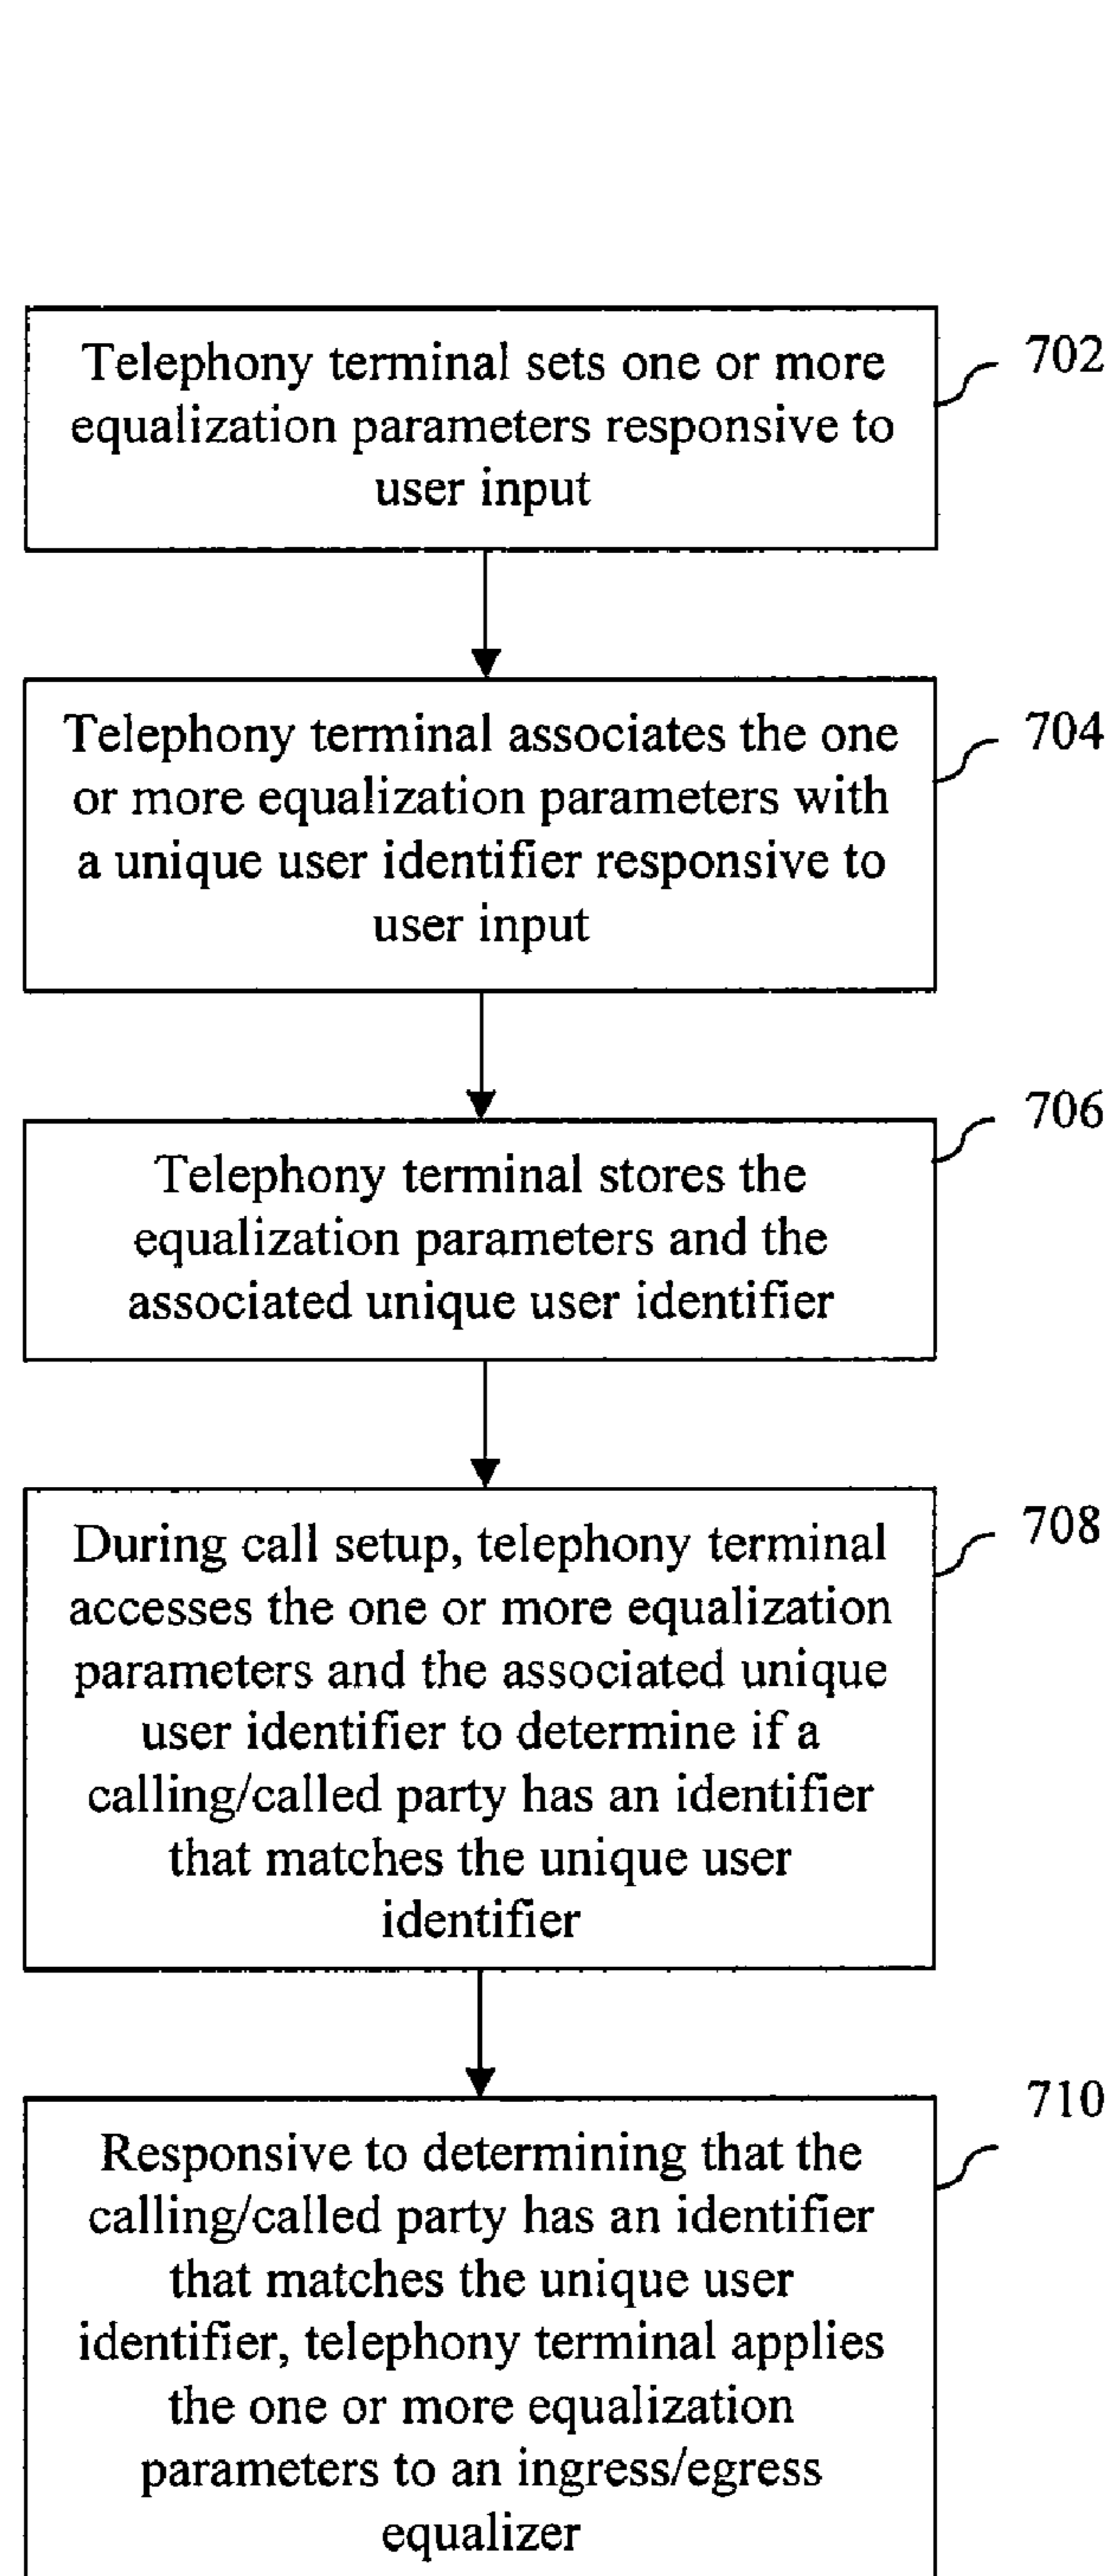 Telephony terminal sets one or more
equalization parameters responsive to
user input
702
Telephony terminal associates the one
or more equalization parameters with
a unique user identifier responsive to
user input
704
Telephony terminal stores the
equalization parameters and the
associated unique user identifier
706
During call setup, telephony terminal
accesses the one or more equalization
parameters and the associated unique
user identifier to determine if a
calling/called party has an identifier
that matches the unique user
identifier
708
Responsive to determining that the
calling/called party has an identifier
that matches the unique user
identifier, telephony terminal applies
the one or more equalization
parameters to an ingress/egress
equalizer
710